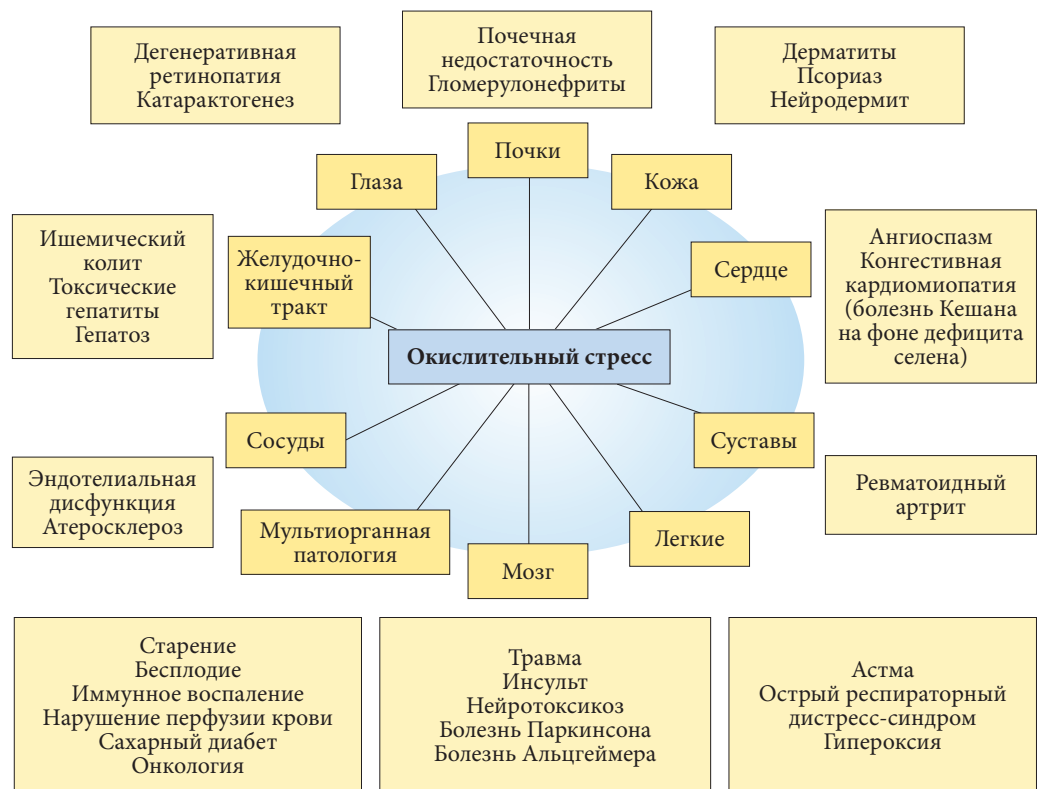 Дегенеративная
ретинопатия
Катарактогенез
Почечная
недостаточность
Гломерулонефриты
Дерматиты
Псориаз
Нейродермит
Почки
Глаза
Кожа
Ишемический
колит
Токсические
гепатиты
Гепатоз
Желудочно-
кишечный
тракт
Сердце
Ангиоспазм
Конгестивная
кардиомиопатия
(болезнь Кешана
на фоне дефицита
селена)
Окислительный стресс
Сосуды
Суставы
Эндотелиальная
дисфункция
Атеросклероз
Ревматоидный
артрит
Мультиорганная
патология
Мозг
Легкие
Старение
Бесплодие
Иммунное воспаление
Нарушение перфузии крови
Сахарный диабет
Онкология
Травма
Инсульт
Нейротоксикоз
Болезнь Паркинсона
Болезнь Альцгеймера
Астма
Острый респираторный
дистресс-синдром
Гипероксия